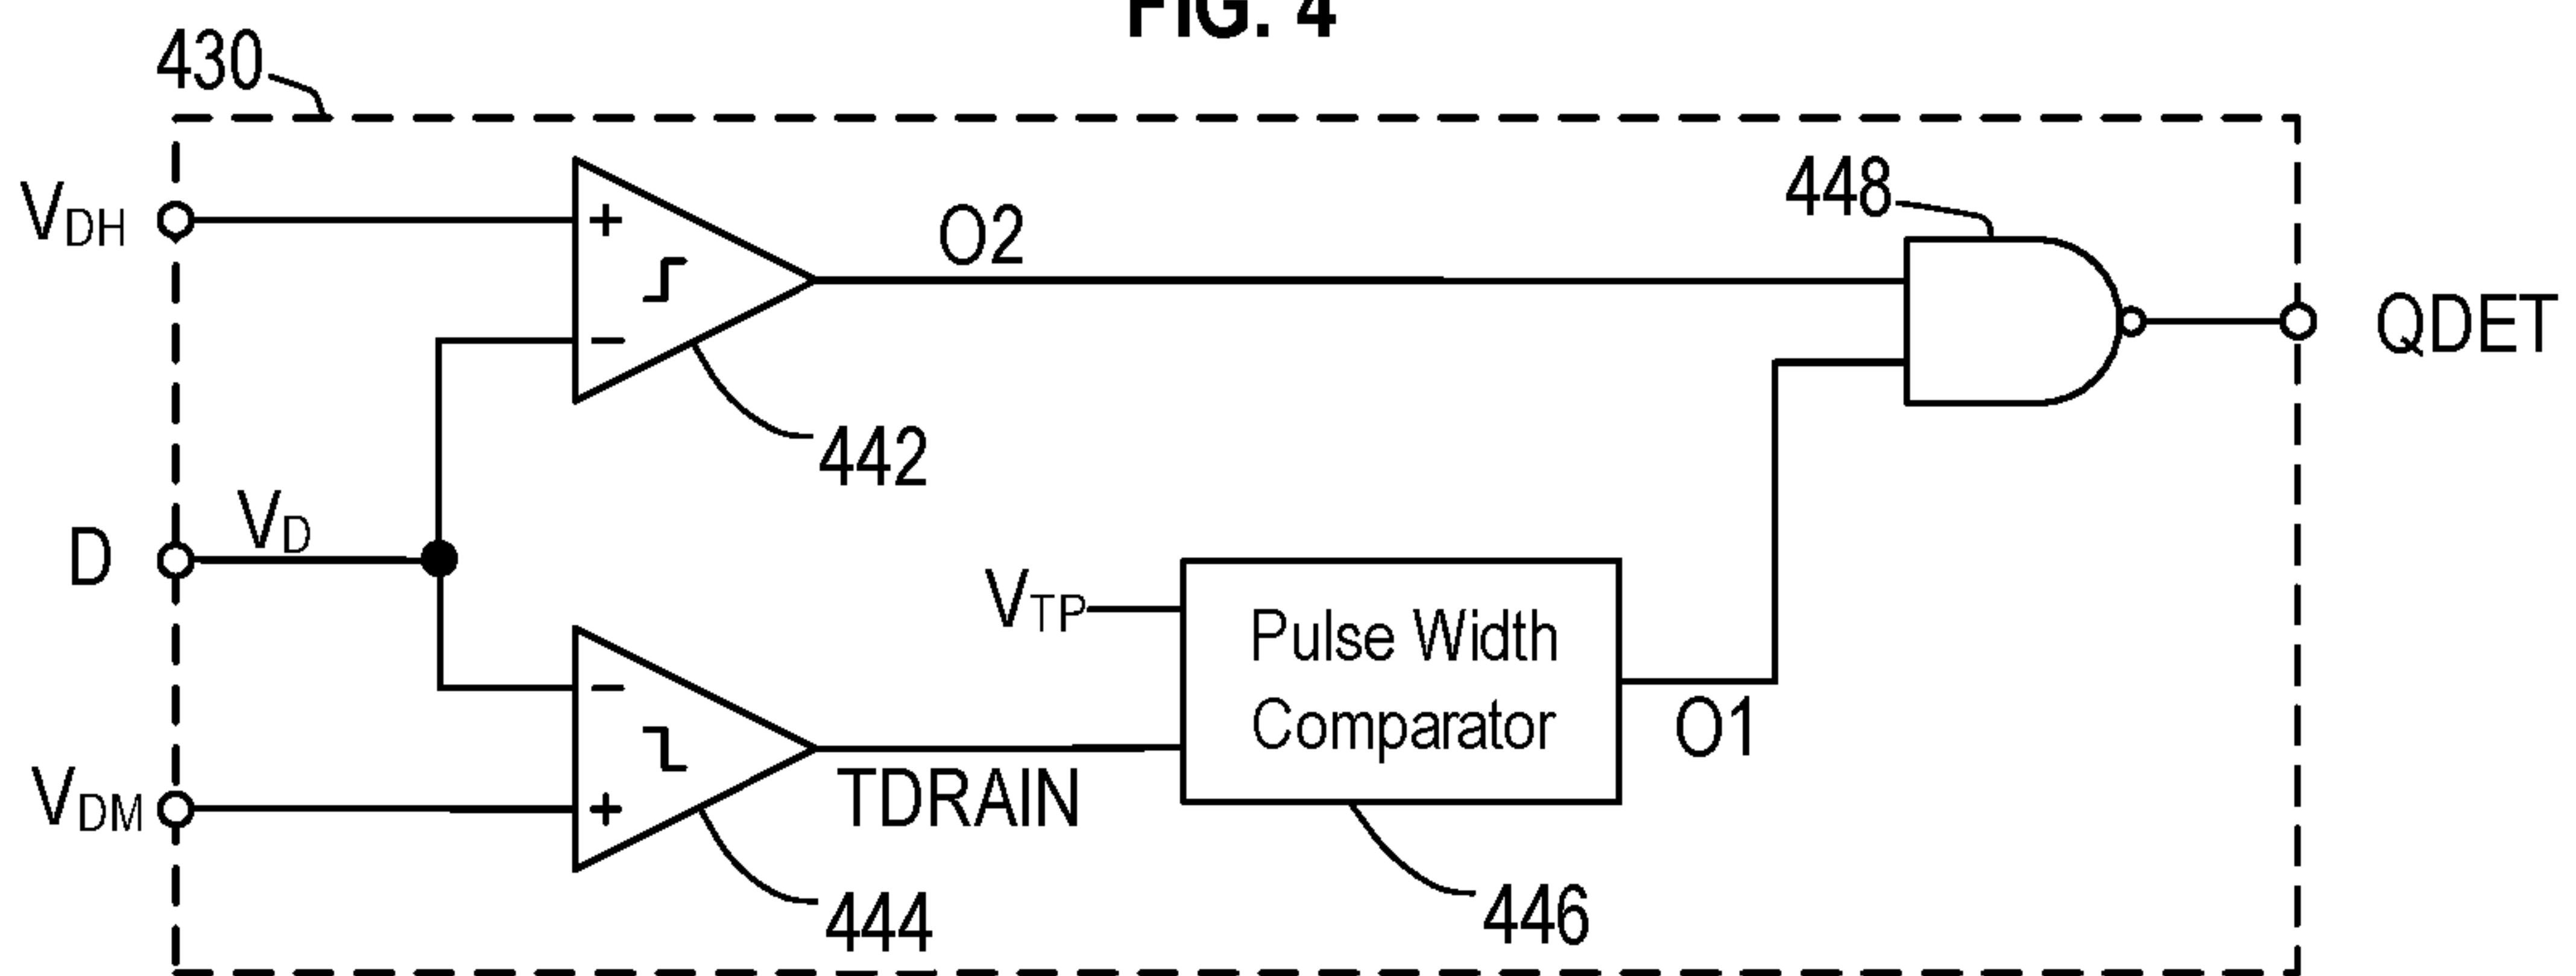 FIG. 4
430
VDH
+
−
O2
442
448
QDET
D
VD
VTP
Pulse Width
Comparator
O1
−
+
VDM
TDRAIN
444
446